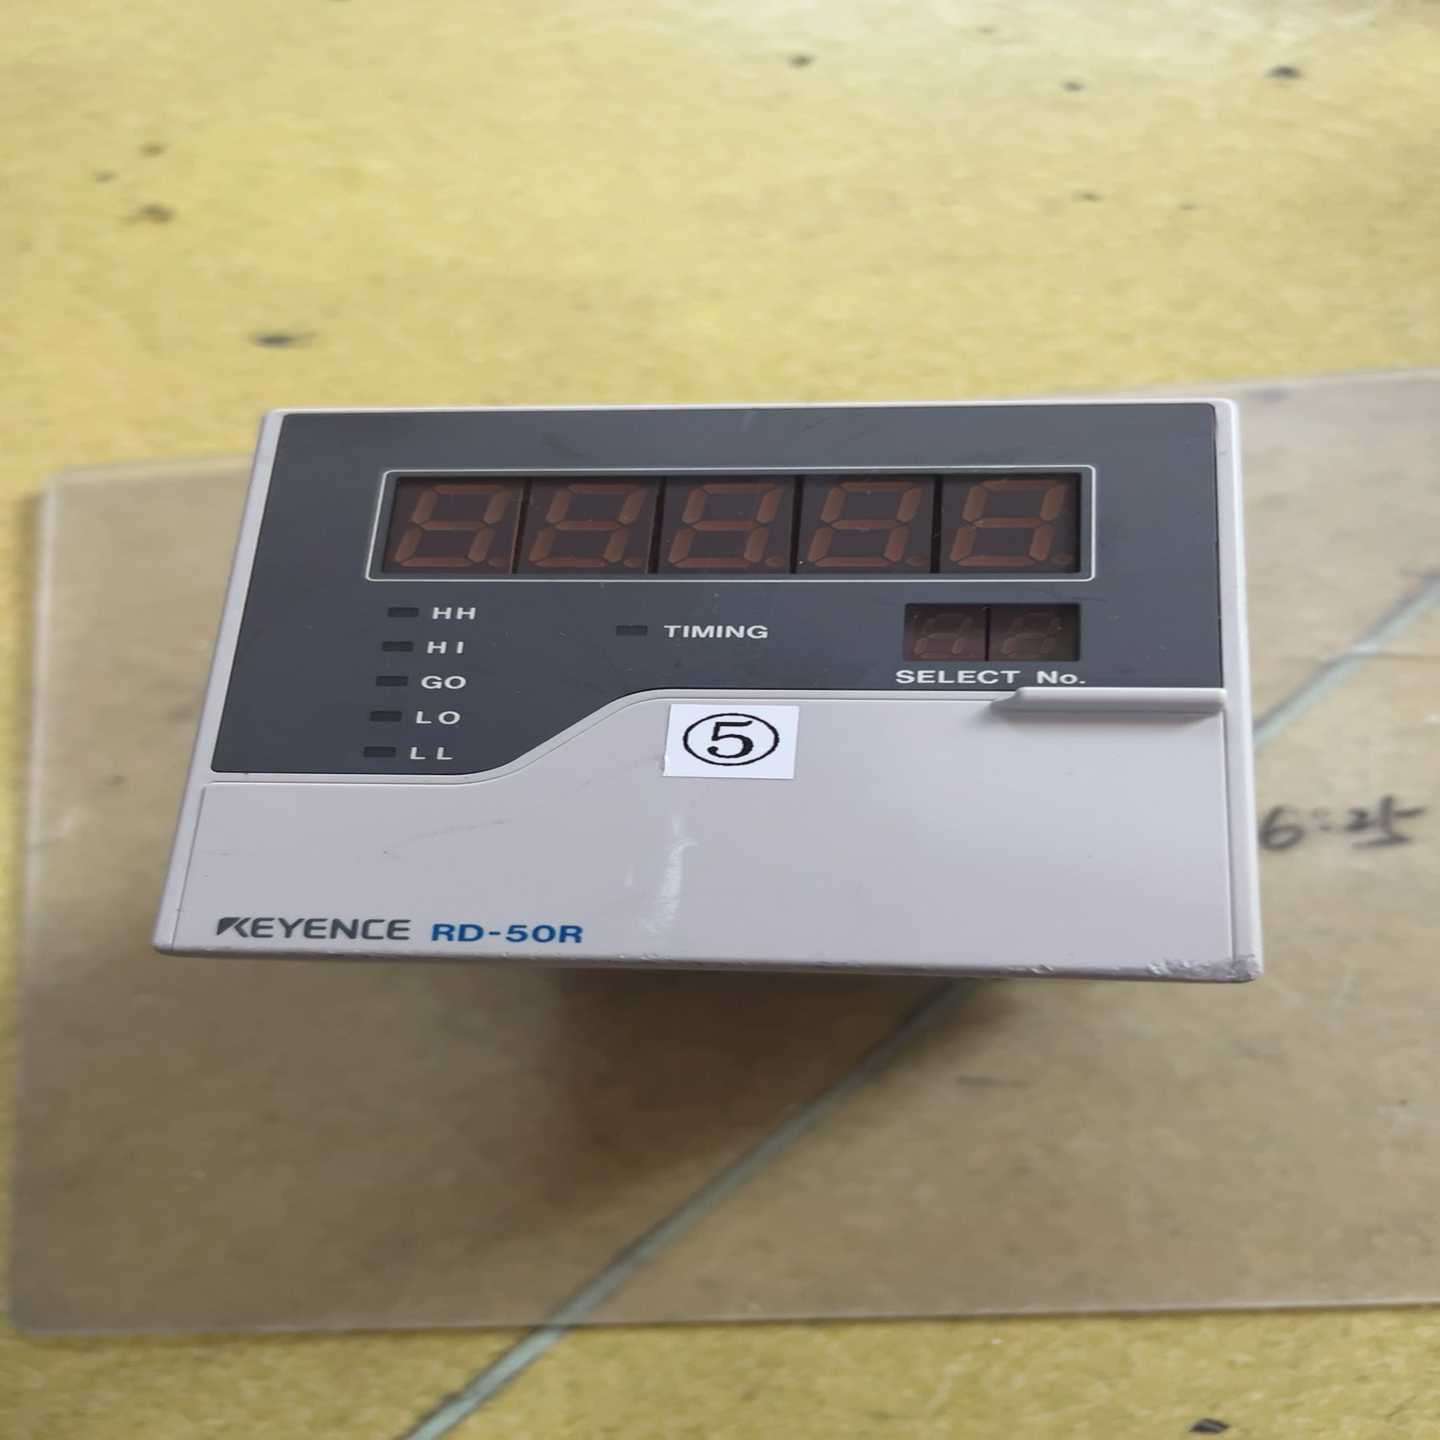 HH
HI
TIMING
GO
SELECT No.
LO
LL
⑤
6:25
KEYENCE RD-50R